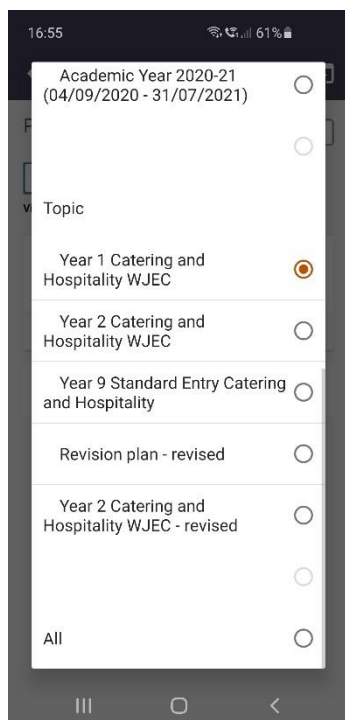 16:55
61%
Academic Year 2020-21
(04/09/2020 - 31/07/2021)
Topic
Year 1 Catering and
Hospitality WJEC
Year 2 Catering and
Hospitality WJEC
Year 9 Standard Entry Catering
and Hospitality
Revision plan - revised
Year 2 Catering and
Hospitality WJEC - revised
All